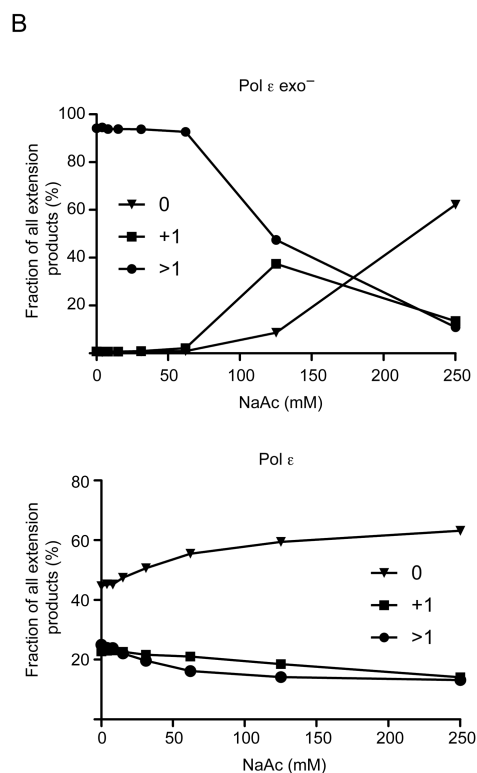 B
Pol ε exo–
Fraction of all extension
products (%)
100
80
60
40
20
0
+1
>1
0 50 100 150 200 250
NaAc (mM)
Pol ε
Fraction of all extension
products (%)
80
60
40
20
0
+1
>1
0 50 100 150 200 250
NaAc (mM)